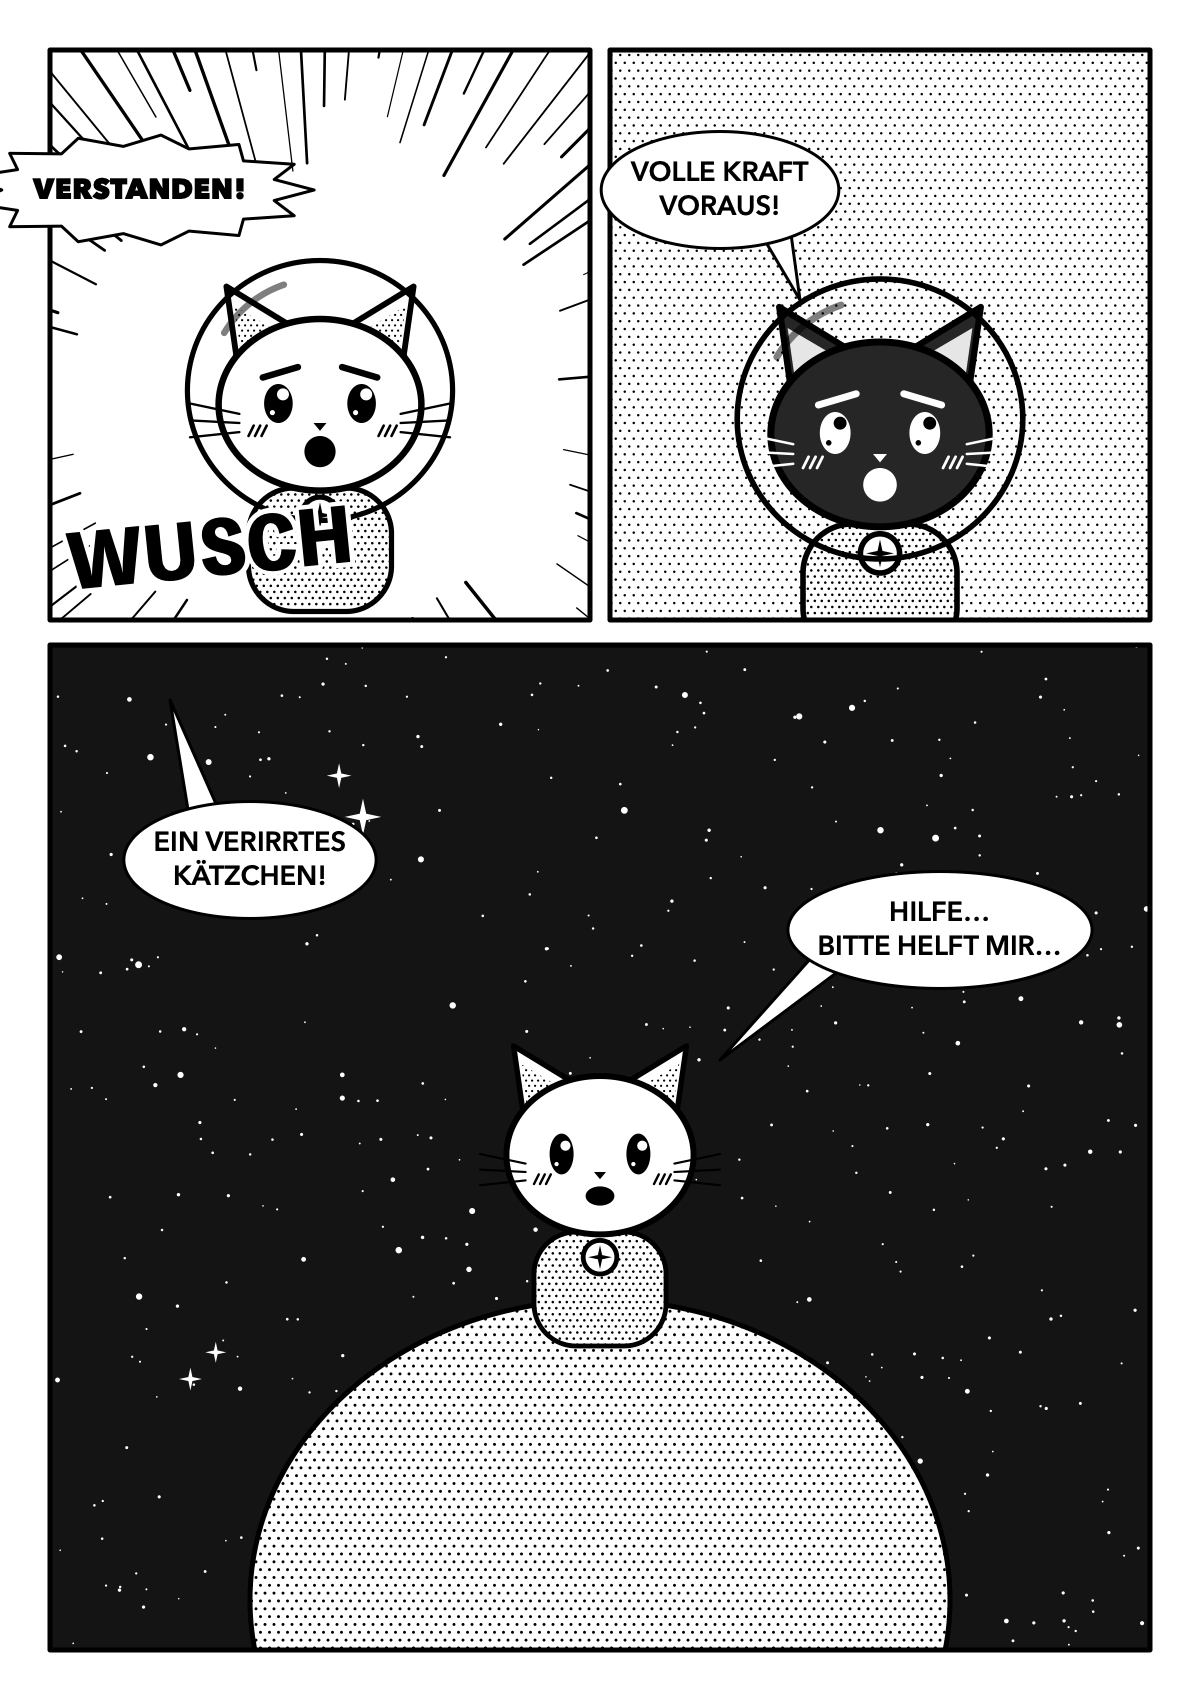 VERSTANDEN!
WUSCH
VOLLE KRAFT
VORAUS!
EIN VERIRRTES
KÄTZCHEN!
HILFE...
BITTE HELFT MIR...